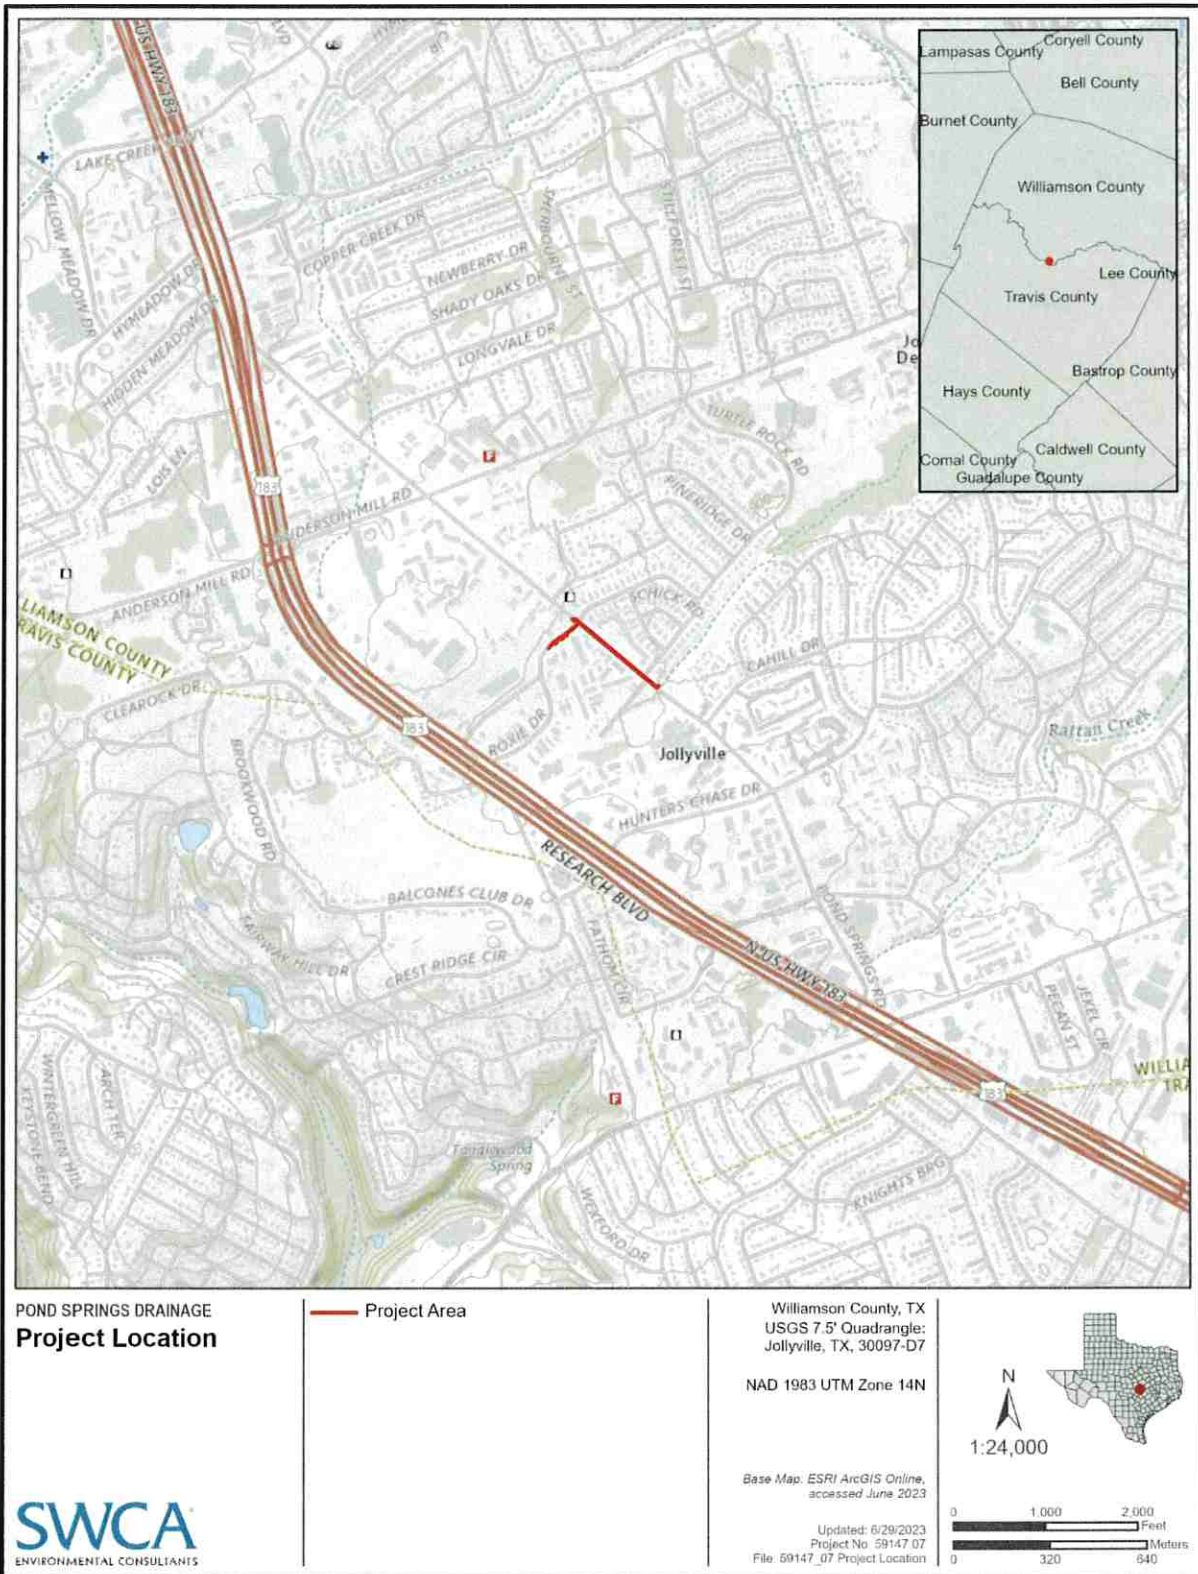 US HWY 183
LAKE CREEK
MELLOW MEADOW DR
COPPER CREEK DR
SHERBOURNE ST
STILLFOREST ST
NEWBERRY DR
SHADY OAKS DR
LONGVALE DR
HYMEADOW DR
HIDDEN MEADOW DR
LOIS LN
183
ANDERSON MILL RD
ANDERSON MILL RD
F
TURTLE ROCK RD
PINERIDGE DR
SCHICK RD
CAHILL DR
LIAMSON COUNTY
RAVIS COUNTY
CLEAROCK DR
183
ROXIE DR
Jollyville
Rattan Creek
BROOKWOOD RD
HUNTERS CHASE DR
RESEARCH BLVD
BALCONES CLUB DR
FAIRWAY HILL DR
CREST RIDGE CIR
FATHOM CIR
N US HWY 183
POND SPRINGS RD
PECAN ST
JEKEL CIR
WILLIA
TRA
183
WINTERGREEN HILL
KEYSTONE BEND
ARCH TER
F
Tanglewood
Spring
WEXFORD DR
KNIGHTS BRG
Jo
De
Lampasas County
Coryell County
Bell County
Burnet County
Williamson County
Lee County
Travis County
Bastrop County
Hays County
Caldwell County
Comal County
Guadalupe County
POND SPRINGS DRAINAGE
Project Location
Project Area
Williamson County, TX
USGS 7.5' Quadrangle:
Jollyville, TX, 30097-D7
NAD 1983 UTM Zone 14N
Base Map: ESRI ArcGIS Online,
accessed June 2023
Updated: 6/29/2023
Project No. 59147.07
File: 59147_07 Project Location
N
1:24,000
0 1,000 2,000
Feet
Meters
0 320 640
SWCA
ENVIRONMENTAL CONSULTANTS